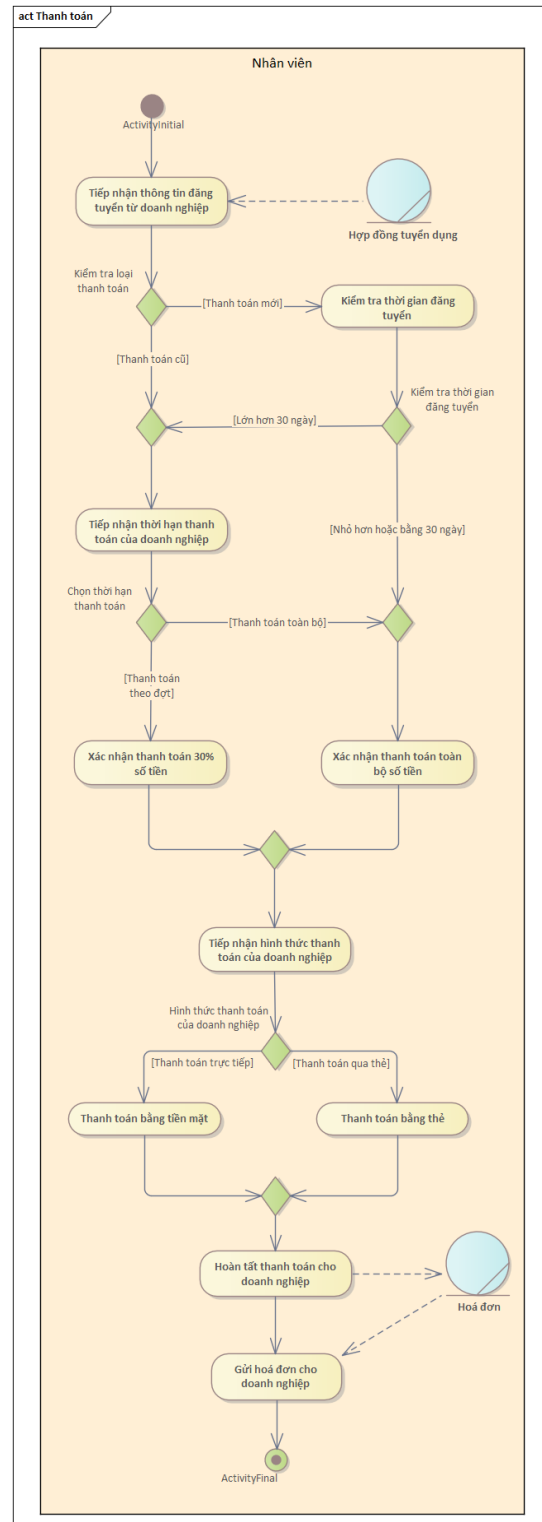 act Thanh toán
Nhân viên
ActivityInitial
Tiếp nhận thông tin đăng
tuyển từ doanh nghiệp
Hợp đồng tuyển dụng
Kiểm tra loại
thanh toán
[Thanh toán mới]
Kiểm tra thời gian đăng
tuyển
[Thanh toán cũ]
Kiểm tra thời gian
đăng tuyển
[Lớn hơn 30 ngày]
Tiếp nhận thời hạn thanh
toán của doanh nghiệp
[Nhỏ hơn hoặc bằng 30 ngày]
Chọn thời hạn
thanh toán
[Thanh toán toàn bộ]
[Thanh toán
theo đợt]
Xác nhận thanh toán 30%
số tiền
Xác nhận thanh toán toàn
bộ số tiền
Tiếp nhận hình thức thanh
toán của doanh nghiệp
Hình thức thanh toán
của doanh nghiệp
[Thanh toán trực tiếp]
[Thanh toán qua thẻ]
Thanh toán bằng tiền mặt
Thanh toán bằng thẻ
Hoàn tất thanh toán cho
doanh nghiệp
Hoá đơn
Gửi hoá đơn cho
doanh nghiệp
ActivityFinal